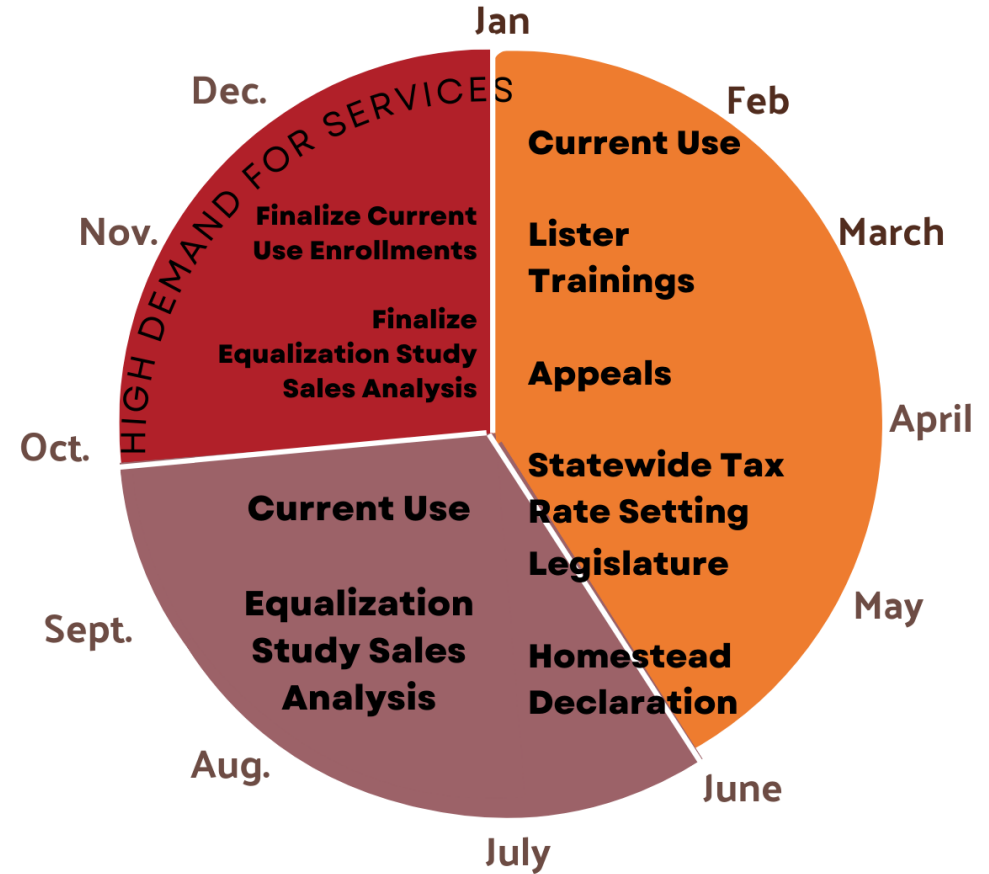 Jan
Feb
March
April
May
June
July
Aug.
Sept.
Oct.
Nov.
Dec.
HIGH DEMAND FOR SERVICES
Finalize Current
Use Enrollments
Finalize
Equalization Study
Sales Analysis
Current Use
Lister
Trainings
Appeals
Statewide Tax
Rate Setting
Legislature
Homestead
Declaration
Current Use
Equalization
Study Sales
Analysis